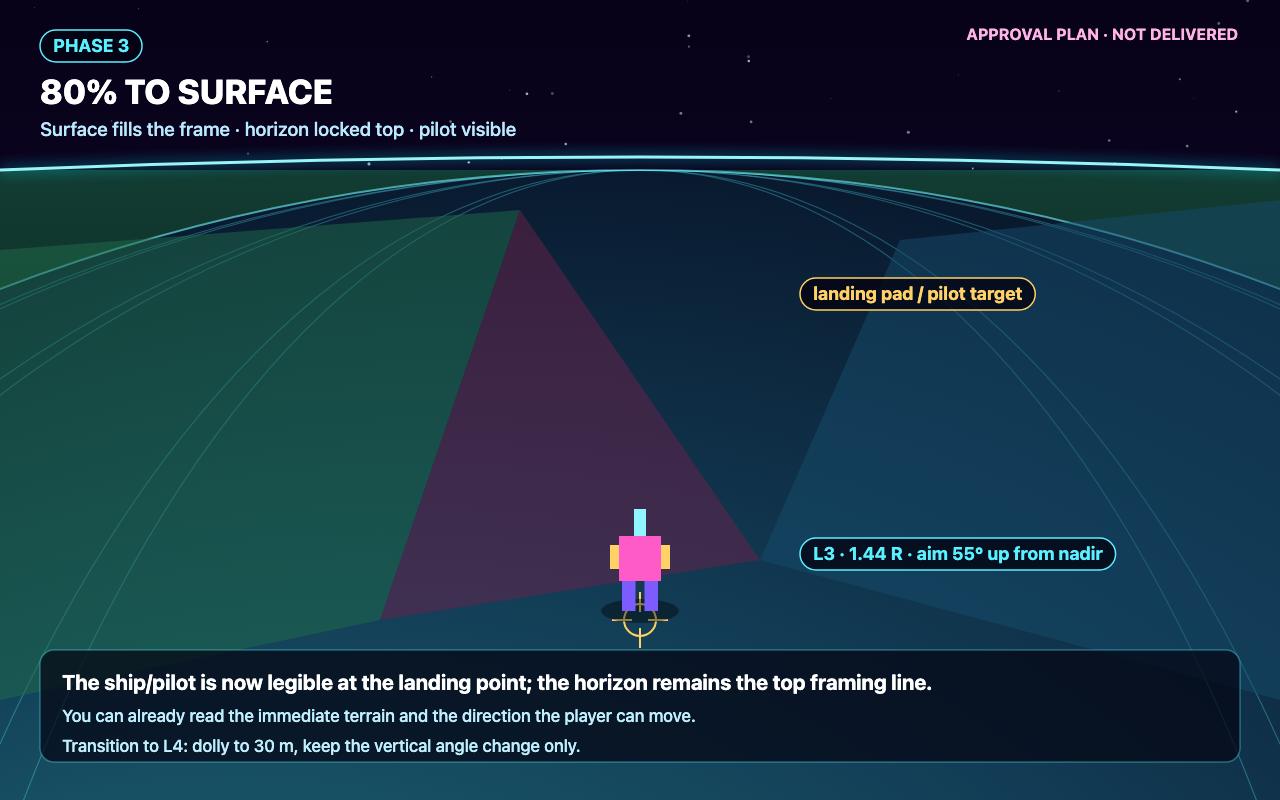 PHASE 3
APPROVAL PLAN · NOT DELIVERED
80% TO SURFACE
Surface fills the frame · horizon locked top · pilot visible
landing pad / pilot target
L3 · 1.44 R · aim 55° up from nadir
The ship/pilot is now legible at the landing point; the horizon remains the top framing line.
You can already read the immediate terrain and the direction the player can move.
Transition to L4: dolly to 30 m, keep the vertical angle change only.